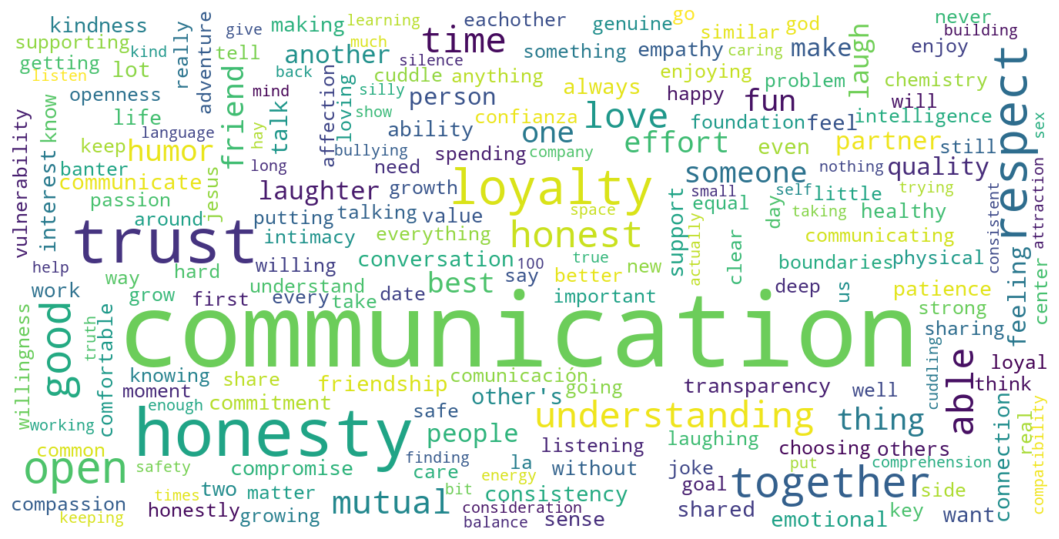 kindness
supporting
getting
listen
really
give
adventure
making
learning
kind
another
lot
much
back
tell
silence
time
eachother
something
genuine
empathy
similar
go
god
caring
make
laugh
never
building
enjoy
openness
mind
friend
talk
affection
loving
silly
cuddle
anything
show
person
always
enjoying
happy
problem
fun
chemistry
will
respect
sex
know
life
language
hay
bullying
ability
confianza
one
love
foundation
feel
intelligence
vulnerability
interest
keep
humor
banter
communicate
passion
jesus
long
laughter
need
spending
company
growth
loyalty
effort
someone
even
partner
still
nothing
quality
attraction
around
putting
talking
value
space
small
self
little
trying
equal
taking
healthy
trust
intimacy
everything
honest
support
day
communicating
consistent
help
way
hard
willing
conversation
say
100
true
new
actually
clear
boundaries
physical
center
work
grow
first
understand
every
take
date
best
better
important
deep
us
patience
strong
feeling
good
truth
comfortable
communication
sharing
willingness
knowing
moment
share
friendship
comunicación
going
transparency
well
cuddling
able
loyal
think
working
enough
commitment
other's
understanding
thing
choosing
others
real
compatibility
honesty
safe
people
listening
laughing
connection
open
common
safety
compromise
finding
care
la
energy
without
joke
goal
put
together
comprehension
side
compassion
times
two
matter
mutual
bit
consistency
shared
key
want
keeping
honestly
growing
consideration
balance
sense
emotional